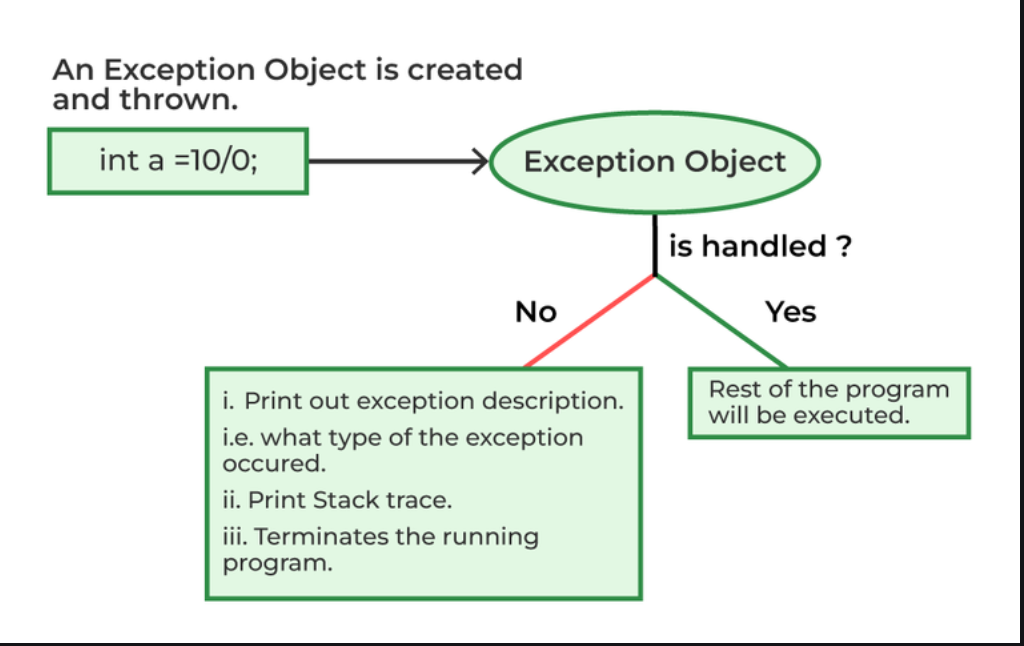 An Exception Object is created
and thrown.
int a =10/0;
Exception Object
is handled ?
No
Yes
i. Print out exception description.
i.e. what type of the exception
occured.
ii. Print Stack trace.
iii. Terminates the running
program.
Rest of the program
will be executed.